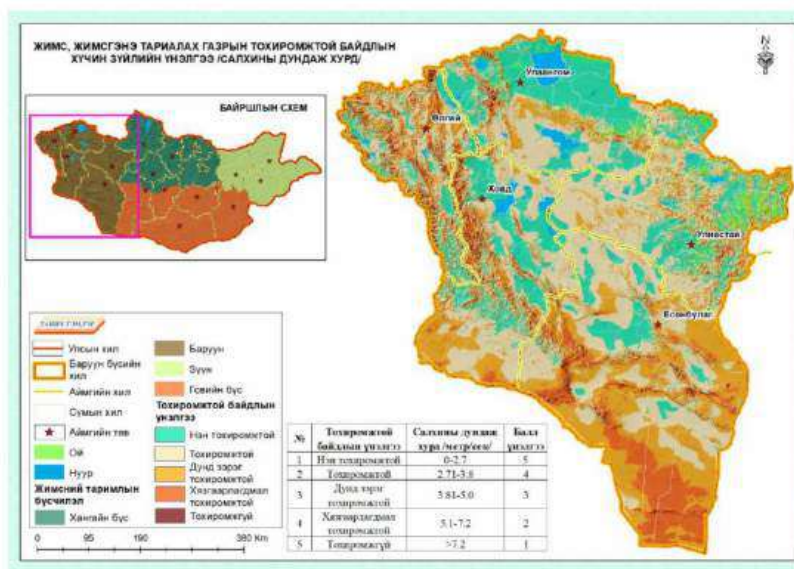 ЖИМС, ЖИМСГЭНЭ ТАРИАЛАХ ГАЗРЫН ТОХИРОМЖТОЙ БАЙДЛЫН
ХҮЧИН ЗҮЙЛИЙН ҮНЭЛГЭЭ /САЛХИНЫ ДУНДАЖ ХУРД/
БАЙРШЛЫН СХЕМ
N
Улаангом
Өлгий
Ховд
Улиастай
Есөнбулаг
Улсын хил
Баруун бүсийн хил
Аймгийн хил
Сумын хил
Аймгийн төв
Ой
Нуур
Жимсний таримлын бүсчилэл
Хангайн бүс
Баруун
Зүүн
Говийн бүс
Тохиромжтой байдлын үнэлгээ
Нэн тохиромжтой
Тохиромжтой
Дунд зэрэг тохиромжтой
Хязгаарлагдмал тохиромжтой
Тохиромжгүй
0 95 190 380 Km
№ Тохиромжтой байдлын үнэлгээ Салхины дундаж хурд /метр/сек/ Балл үнэлгээ
1 Нэн тохиромжтой 0-2.7 5
2 Тохиромжтой 2.71-3.8 4
3 Дунд зэрэг тохиромжтой 3.81-5.0 3
4 Хязгаарлагдмал тохиромжтой 5.1-7.2 2
5 Тохиромжгүй >7.2 1